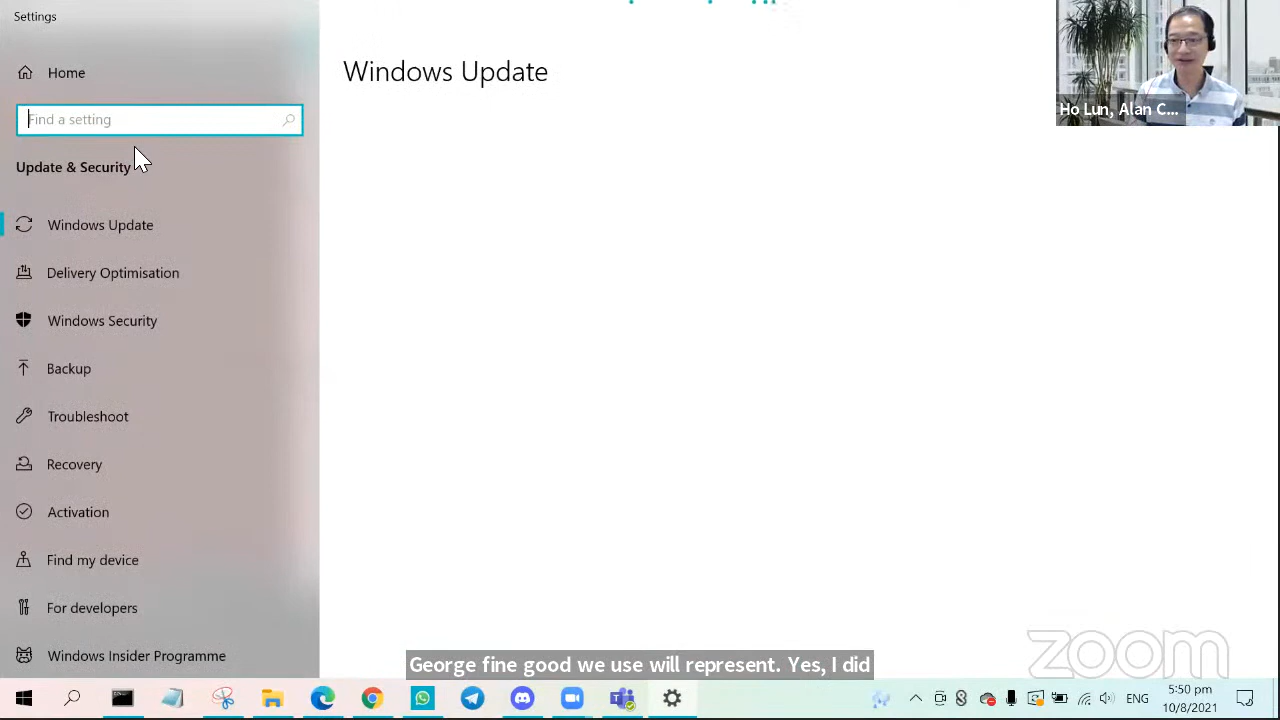 Settings
Home
Find a setting
Update & Security
Windows Update
Delivery Optimisation
Windows Security
Backup
Troubleshoot
Recovery
Activation
Find my device
For developers
Windows Insider Programme
Windows Update
Ho Lun, Alan C...
George fine good we use will represent. Yes, I did
zoom
ENG
5:50 pm
10/8/2021